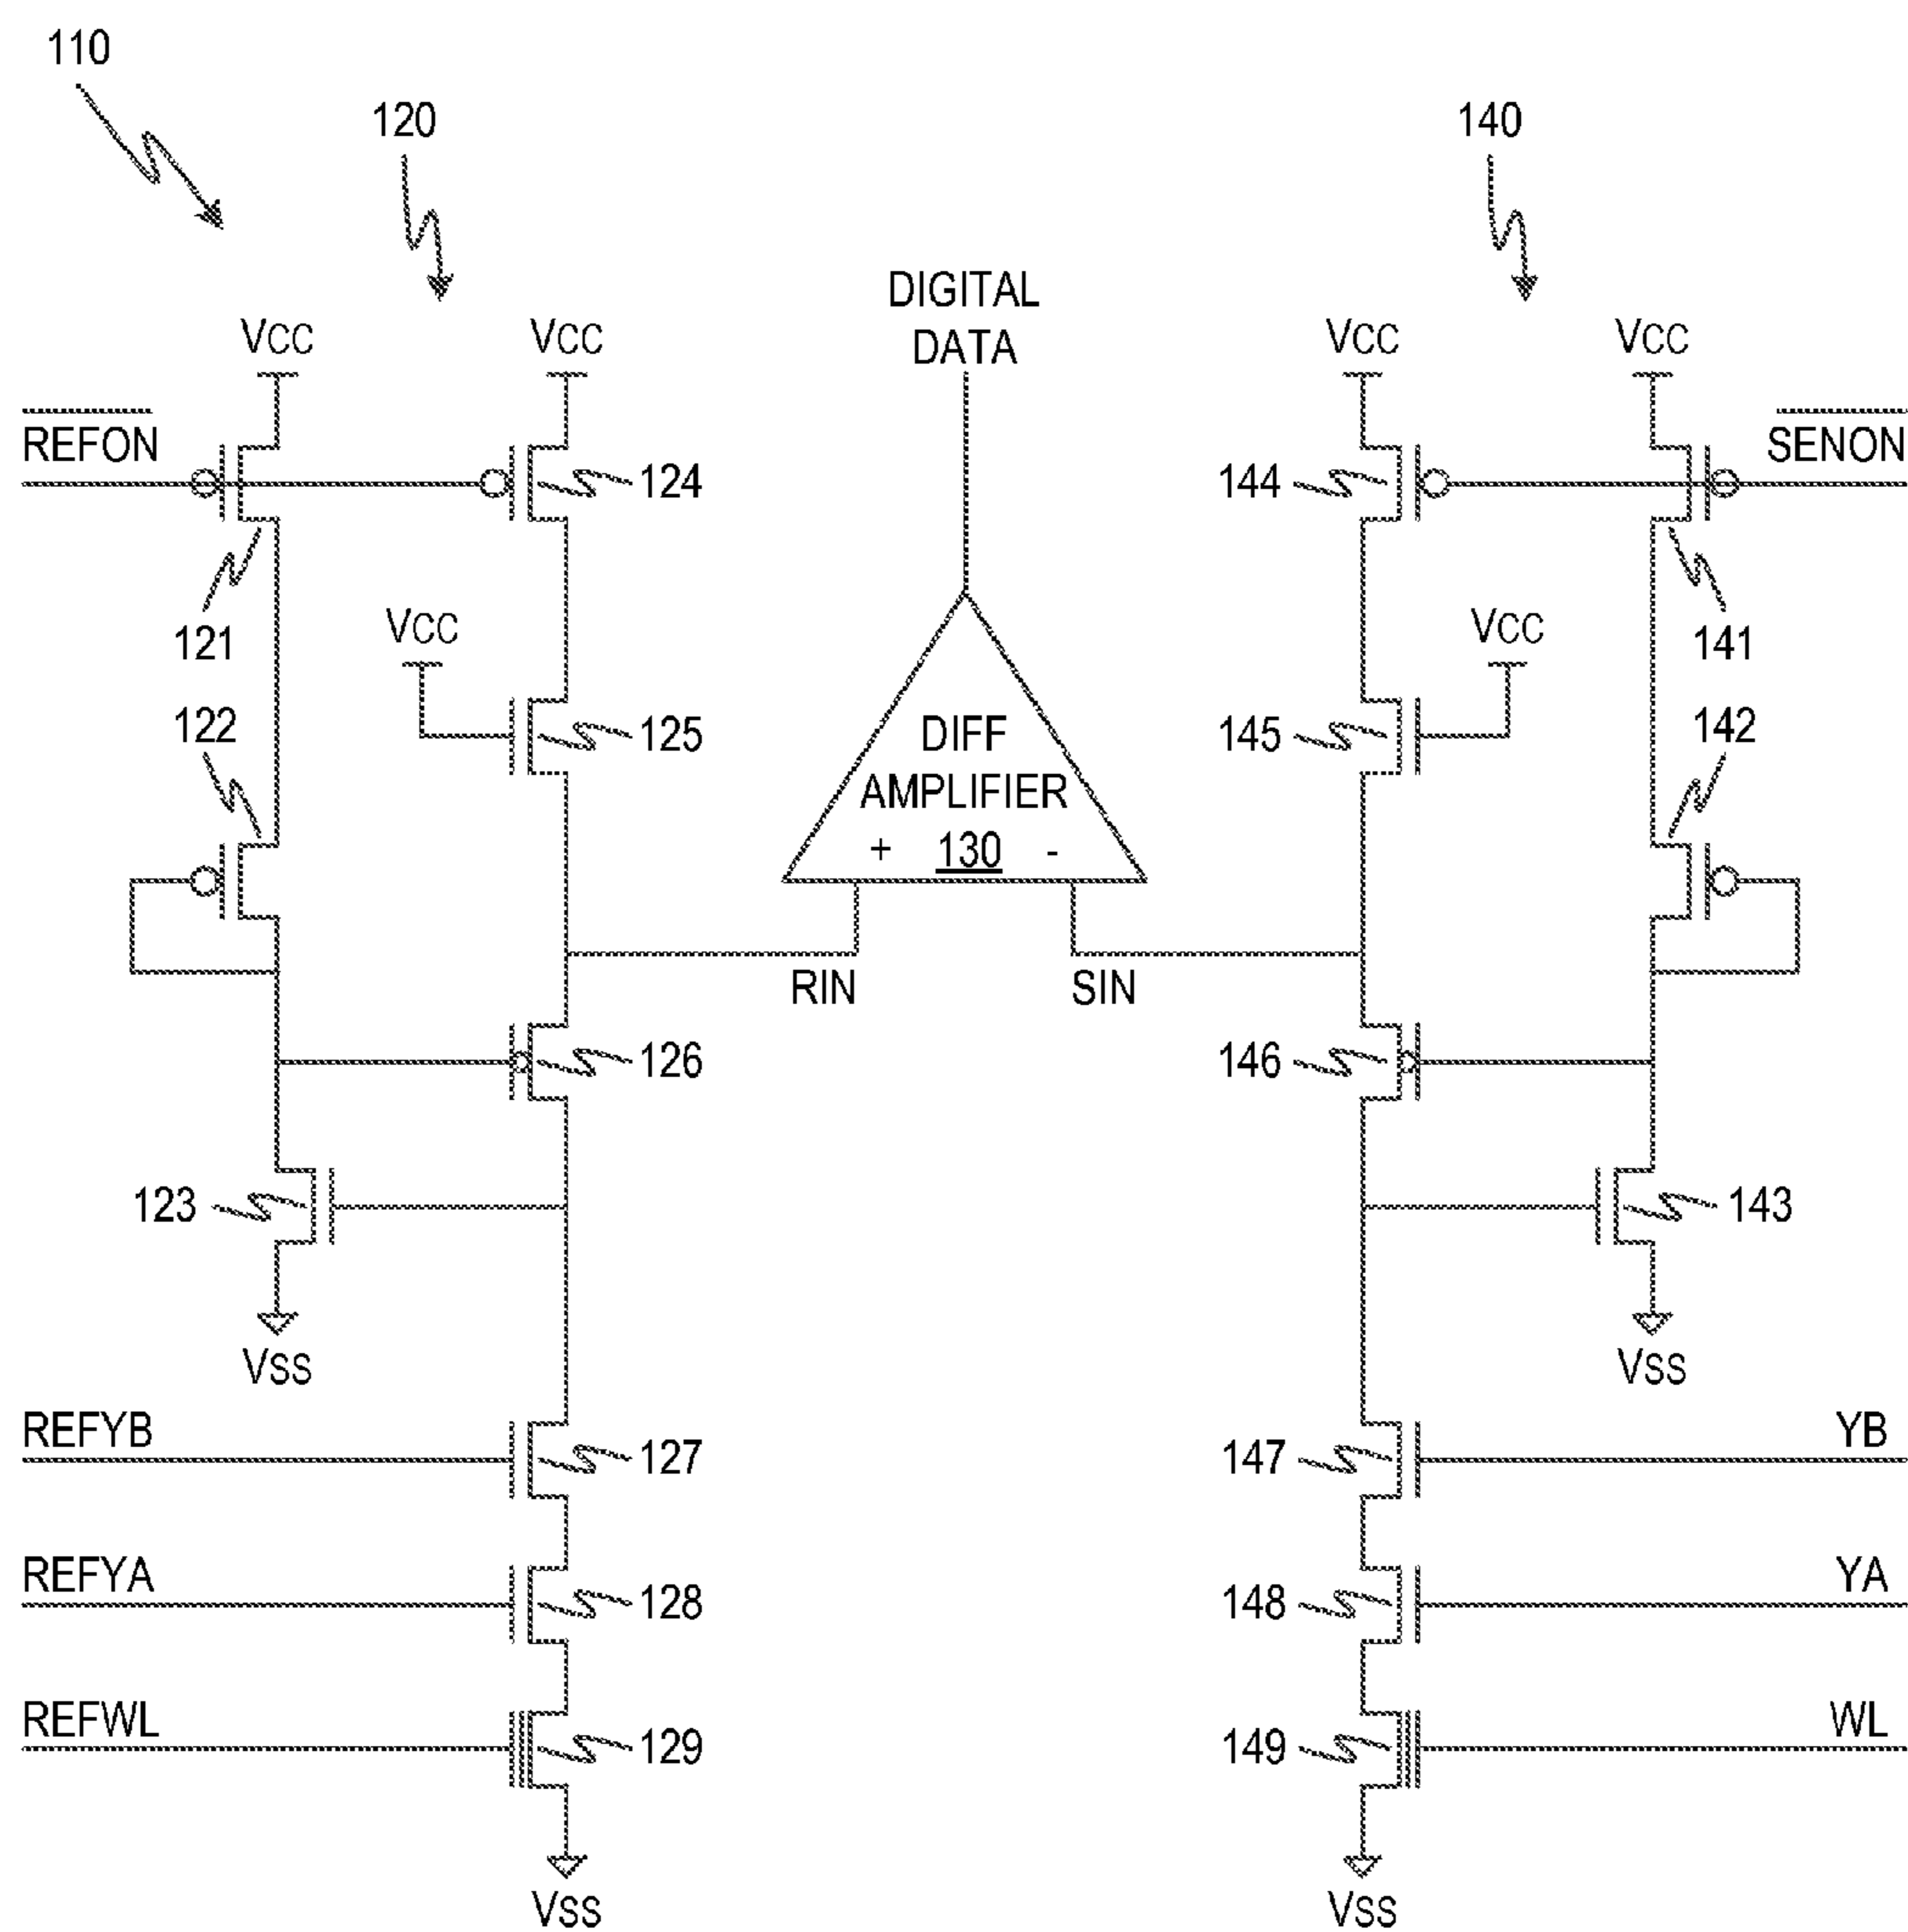 110
120
140
DIGITAL
DATA
VCC
VCC
VCC
VCC
REFON
SENON
124
144
121
141
VCC
VCC
122
142
125
145
DIFF
AMPLIFIER
+ 130 -
RIN
SIN
126
146
123
143
VSS
VSS
REFYB
YB
127
147
REFYA
YA
128
148
REFWL
WL
129
149
VSS
VSS